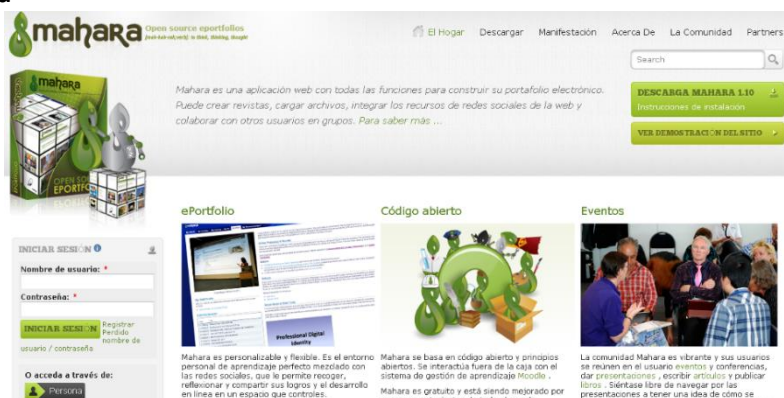 mahara Open source eportfolios
El Hogar Descargar Manifestación Acerca De La Comunidad Partners
Search
Mahara es una aplicación web con todas las funciones para construir su portafolio electrónico.
Puede crear revistas, cargar archivos, integrar los recursos de redes sociales de la web y
colaborar con otros usuarios en grupos. Para saber más ...
DESCARGA MAHARA 1.10
Instrucciones de instalación
VER DEMOSTRACIÓN DEL SITIO
mahara
OPEN SOURCE
EPORTFOLIO
ePortfolio
Código abierto
Eventos
Professional Digital
Identity
INICIAR SESIÓN
Nombre de usuario: *
Contraseña: *
INICIAR SESIÓN Registrar
Perdido
nombre de
usuario / contraseña
O acceda a través de:
Persona
Mahara es personalizable y flexible. Es el entorno
personal de aprendizaje perfecto mezclado con
las redes sociales, que le permite recoger,
reflexionar y compartir sus logros y el desarrollo
en línea en un espacio que controles.
Mahara se basa en código abierto y principios
abiertos. Se interactúa fuera de la caja con el
sistema de gestión de aprendizaje Moodle .
Mahara es gratuito y está siendo mejorado por
La comunidad Mahara es vibrante y sus usuarios
se reúnen en el usuario eventos y conferencias,
dar presentaciones , escribir artículos y publicar
libros . Siéntase libre de navegar por las
presentaciones a tener una idea de cómo se